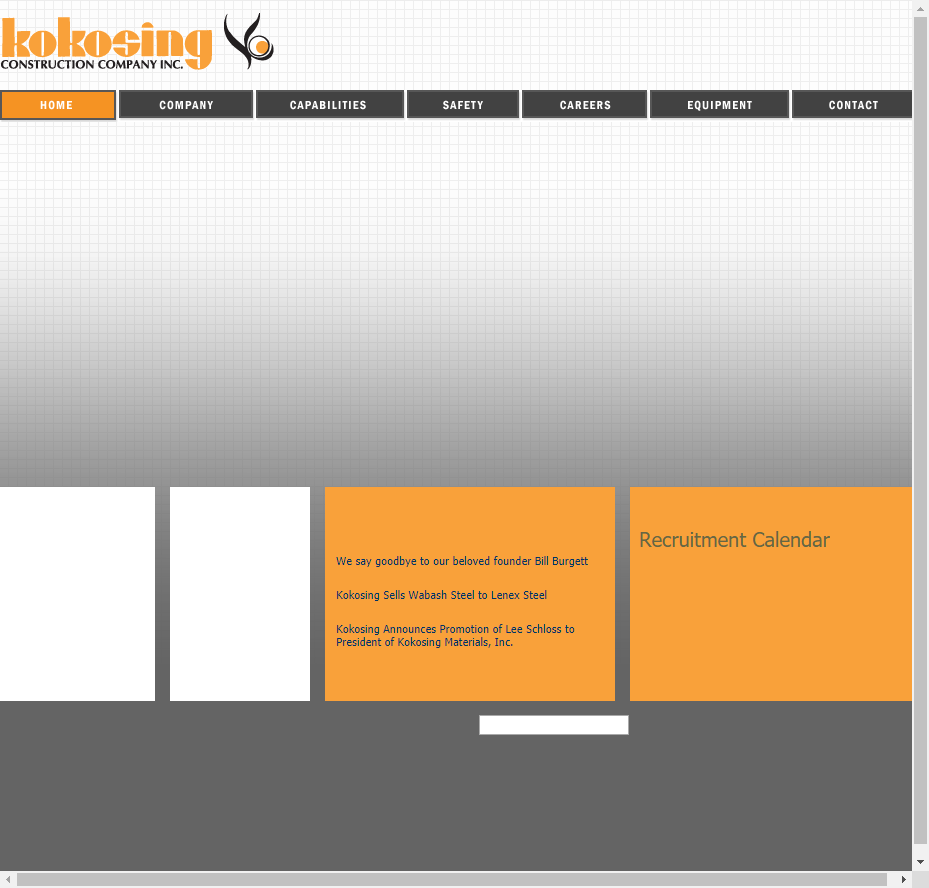 kokosing
CONSTRUCTION COMPANY INC.
HOME
COMPANY
CAPABILITIES
SAFETY
CAREERS
EQUIPMENT
CONTACT
We say goodbye to our beloved founder Bill Burgett
Kokosing Sells Wabash Steel to Lenex Steel
Kokosing Announces Promotion of Lee Schloss to
President of Kokosing Materials, Inc.
Recruitment Calendar